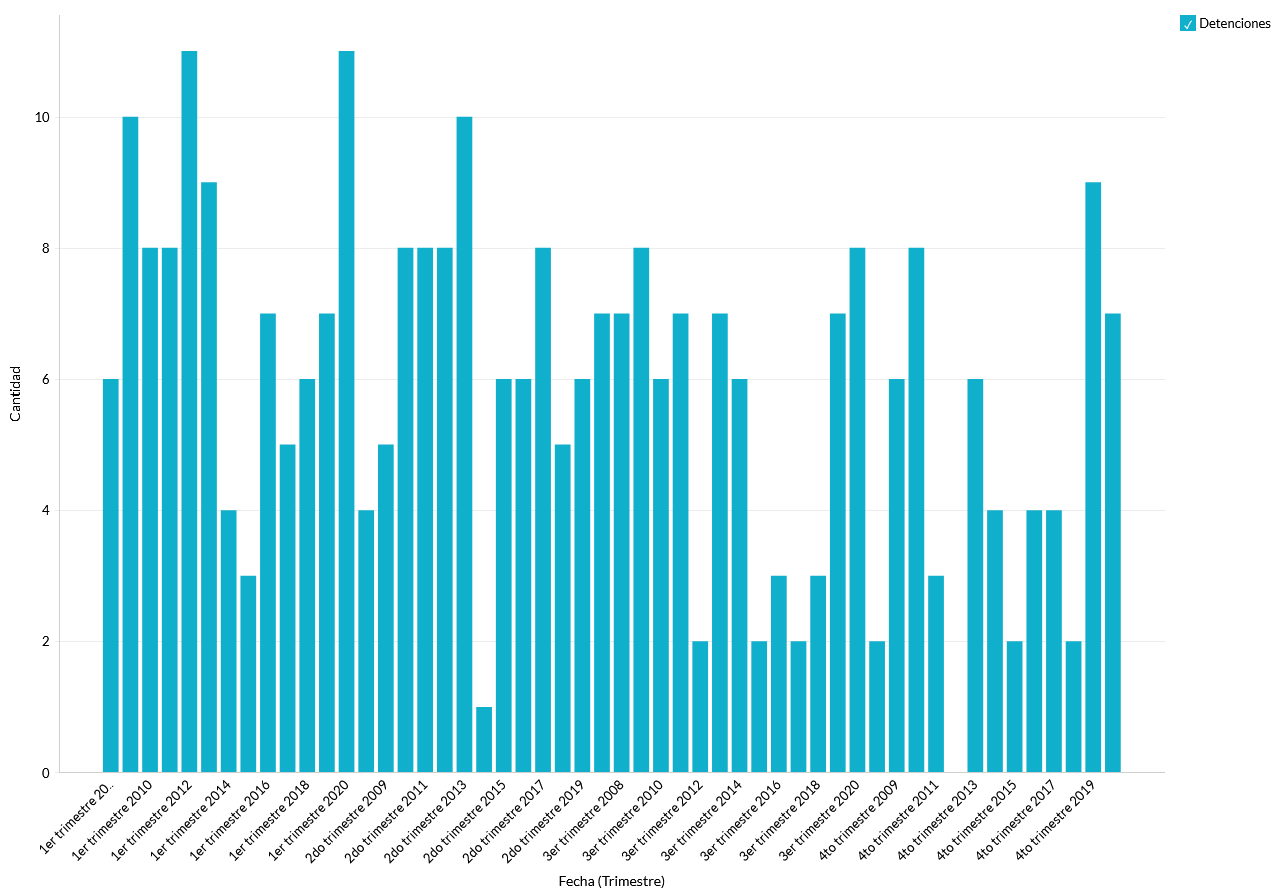 Detenciones
Cantidad
10
8
6
4
2
0
1er trimestre 20..
1er trimestre 2010
1er trimestre 2012
1er trimestre 2014
1er trimestre 2016
1er trimestre 2018
1er trimestre 2020
2do trimestre 2009
2do trimestre 2011
2do trimestre 2013
2do trimestre 2015
2do trimestre 2017
2do trimestre 2019
3er trimestre 2008
3er trimestre 2010
3er trimestre 2012
3er trimestre 2014
3er trimestre 2016
3er trimestre 2018
3er trimestre 2020
4to trimestre 2009
4to trimestre 2011
4to trimestre 2013
4to trimestre 2015
4to trimestre 2017
4to trimestre 2019
Fecha (Trimestre)